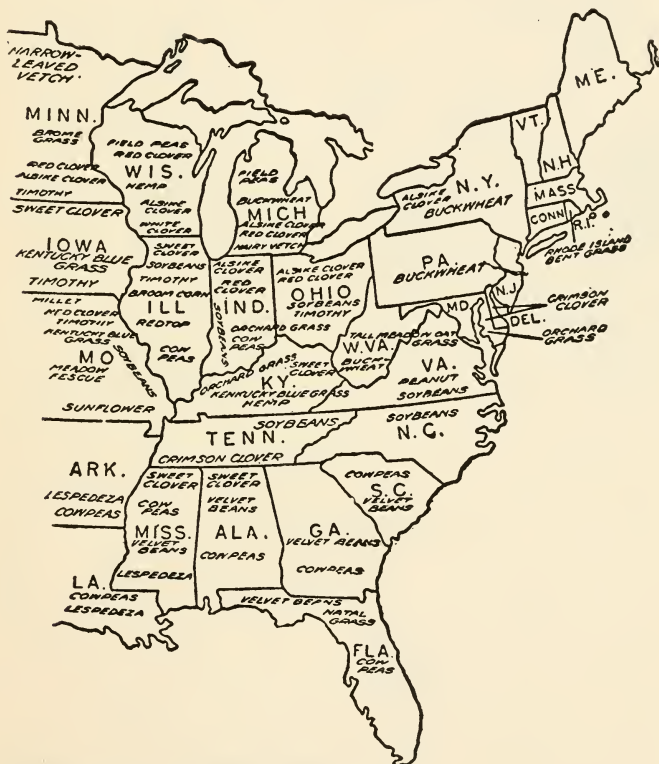 NARROW-
LEAVED
VETCH
MINN.
BROME
GRASS
RED CLOVER
ALSIKE CLOVER
TIMOTHY
SWEET CLOVER
IOWA
KENTUCKY BLUE
GRASS
TIMOTHY
MILLET
RED CLOVER
TIMOTHY
KENTUCKY BLUE
GRASS
MO
SOYBEANS
MEADOW
FESCUE
SUNFLOWER
ARK.
LESPEDEZA
COWPEAS
LA.
COWPEAS
LESPEDEZA
FIELD PEAS
RED CLOVER
WIS.
HEMP
ALSIKE
CLOVER
WHITE
CLOVER
SWEET
CLOVER
SOYBEANS
TIMOTHY
BROOM CORN
ILL
REDTOP
COW
PEAS
FIELD
PEAS
BUCKWHEAT
MICH
ALSIKE CLOVER
RED CLOVER
HAIRY VETCH
ALSIKE
CLOVER
RED
CLOVER
IND.
SOYBEANS
ORCHARD GRASS
COW
PEAS
ALSIKE CLOVER
RED CLOVER
OHIO
SOYBEANS
TIMOTHY
ORCHARD GRASS
SWEET
CLOVER
KY.
KENKUCKY BLUE GRASS
HEMP
TALL MEADOW OAT
GRASS
W.VA.
BUCK-
WHEAT
VA.
PEANUT
SOYBEANS
SOYBEANS
TENN.
CRIMSON CLOVER
SOYBEANS
N.C.
COWPEAS
S.C.
VELVET
BEANS
SWEET
CLOVER
COW
PEAS
MISS.
VELVET
BEANS
LESPEDEZA
SWEET
CLOVER
VELVET
BEANS
ALA.
COWPEAS
GA.
VELVET BEANS
COWPEAS
VELVET BEANS
NATAL
GRASS
FLA.
COW
PEAS
ME.
VT.
N.H
MASS
CONN
R.I.
RHODE ISLAND
BENT GRASS
ALSIKE
CLOVER
N.Y.
BUCKWHEAT
PA.
BUCKWHEAT
N.J.
MD.
DEL.
CRIMSON
CLOVER
ORCHARD
GRASS